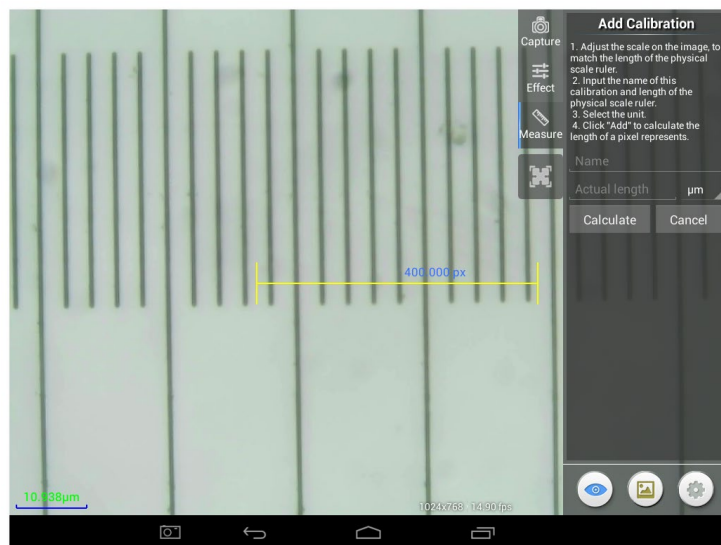 Capture
Effect
Measure
Add Calibration
1. Adjust the scale on the image, to
match the length of the physical
scale ruler.
2. Input the name of this
calibration and length of the
physical scale ruler.
3. Select the unit.
4. Click "Add" to calculate the
length of a pixel represents.
Name
Actual length µm
Calculate Cancel
400.000 px
1024x768 14.90 fps